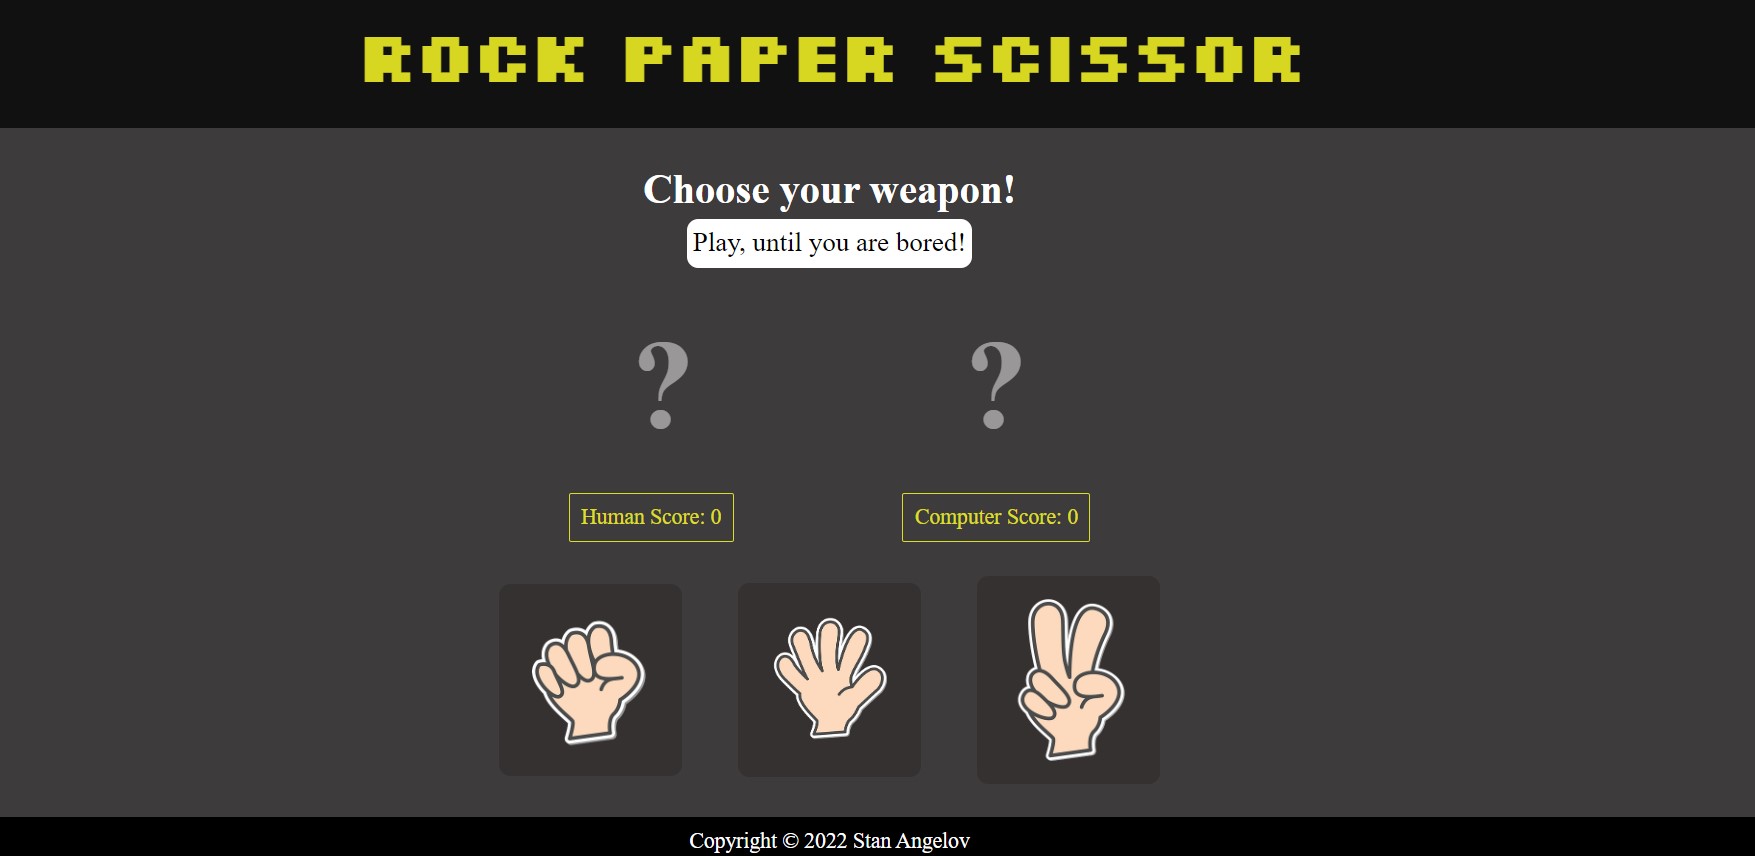 ROCK PAPER SCISSOR
Choose your weapon!
Play, until you are bored!
? ?
Human Score: 0 Computer Score: 0
Copyright © 2022 Stan Angelov